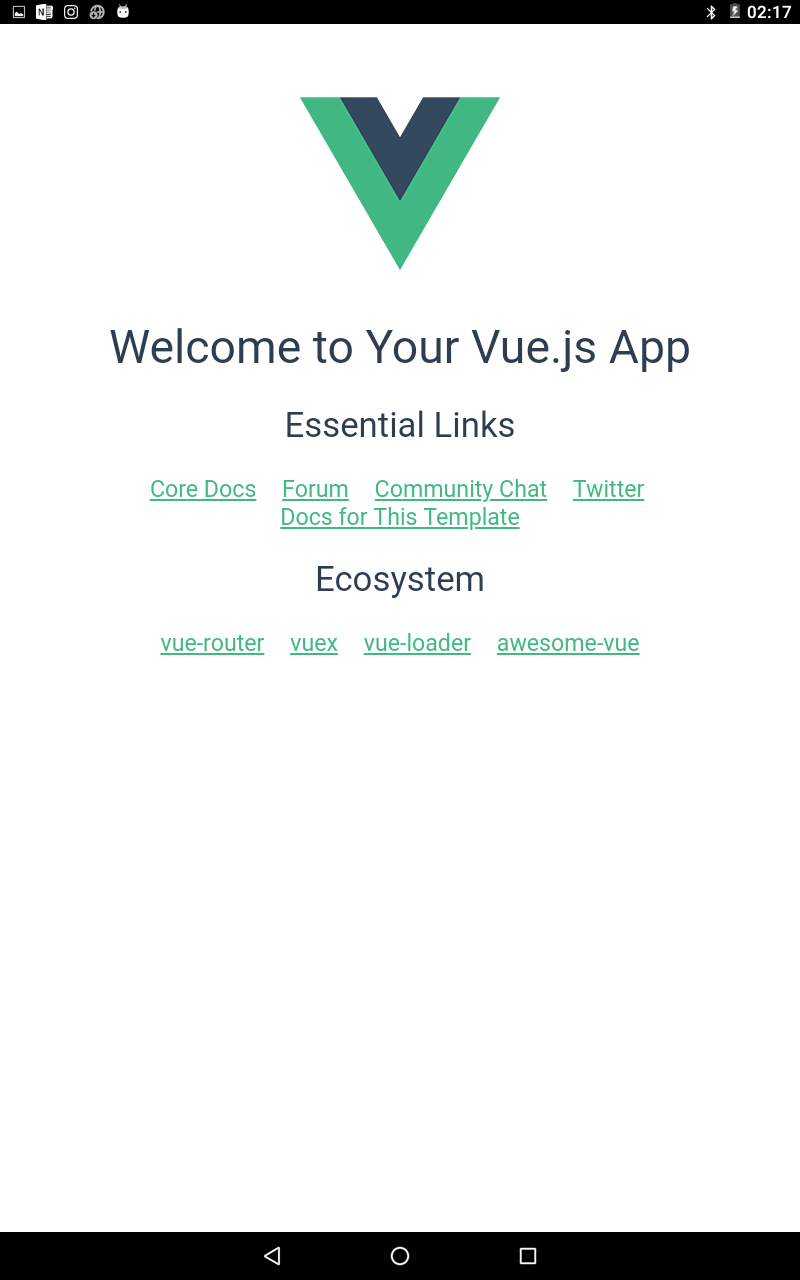 02:17
Welcome to Your Vue.js App
Essential Links
Core Docs Forum Community Chat Twitter
Docs for This Template
Ecosystem
vue-router vuex vue-loader awesome-vue